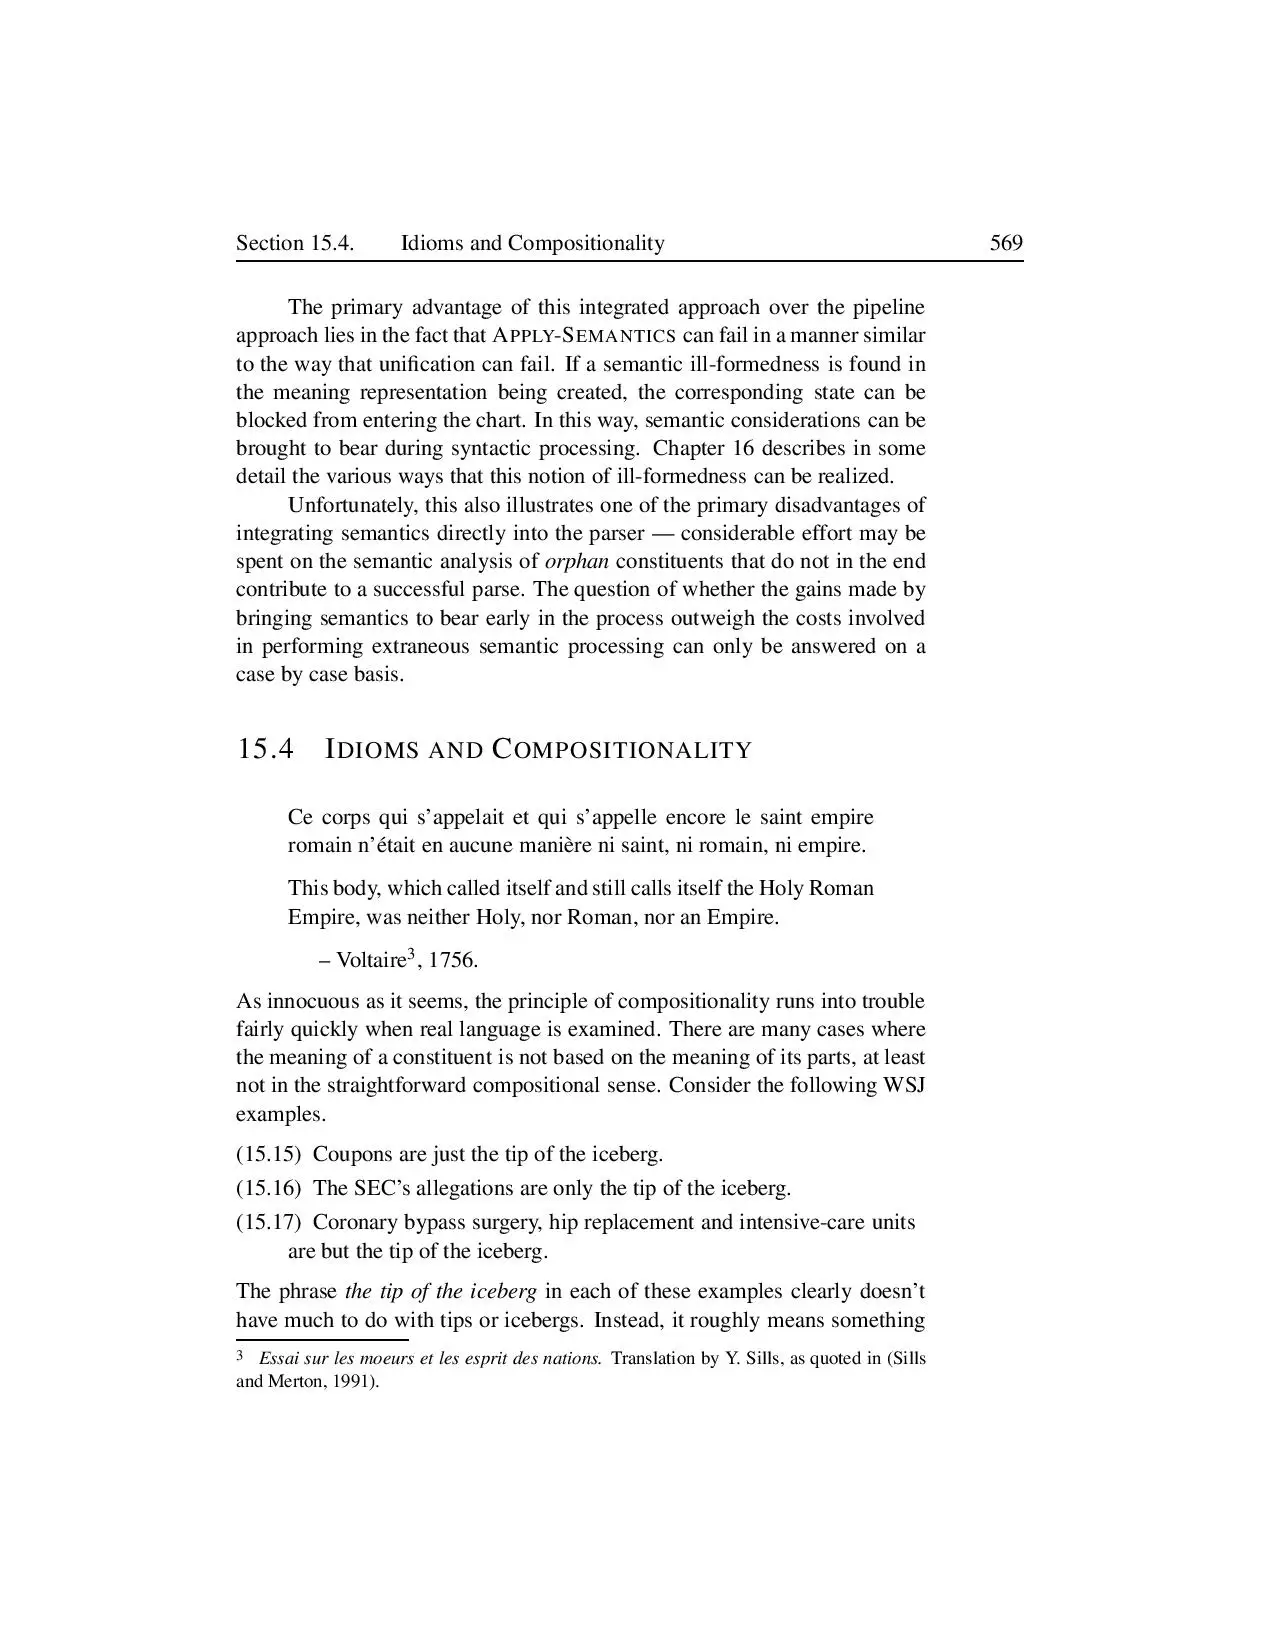 Section 15.4. Idioms and Compositionality 569
The primary advantage of this integrated approach over the pipeline
approach lies in the fact that APPLY-SEMANTICS can fail in a manner similar
to the way that unification can fail. If a semantic ill-formedness is found in
the meaning representation being created, the corresponding state can be
blocked from entering the chart. In this way, semantic considerations can be
brought to bear during syntactic processing. Chapter 16 describes in some
detail the various ways that this notion of ill-formedness can be realized.
Unfortunately, this also illustrates one of the primary disadvantages of
integrating semantics directly into the parser — considerable effort may be
spent on the semantic analysis of orphan constituents that do not in the end
contribute to a successful parse. The question of whether the gains made by
bringing semantics to bear early in the process outweigh the costs involved
in performing extraneous semantic processing can only be answered on a
case by case basis.
15.4 IDIOMS AND COMPOSITIONALITY
Ce corps qui s'appelait et qui s'appelle encore le saint empire
romain n'était en aucune manière ni saint, ni romain, ni empire.
This body, which called itself and still calls itself the Holy Roman
Empire, was neither Holy, nor Roman, nor an Empire.
– Voltaire3, 1756.
As innocuous as it seems, the principle of compositionality runs into trouble
fairly quickly when real language is examined. There are many cases where
the meaning of a constituent is not based on the meaning of its parts, at least
not in the straightforward compositional sense. Consider the following WSJ
examples.
(15.15) Coupons are just the tip of the iceberg.
(15.16) The SEC's allegations are only the tip of the iceberg.
(15.17) Coronary bypass surgery, hip replacement and intensive-care units
are but the tip of the iceberg.
The phrase the tip of the iceberg in each of these examples clearly doesn't
have much to do with tips or icebergs. Instead, it roughly means something
3 Essai sur les moeurs et les esprit des nations. Translation by Y. Sills, as quoted in (Sills
and Merton, 1991).